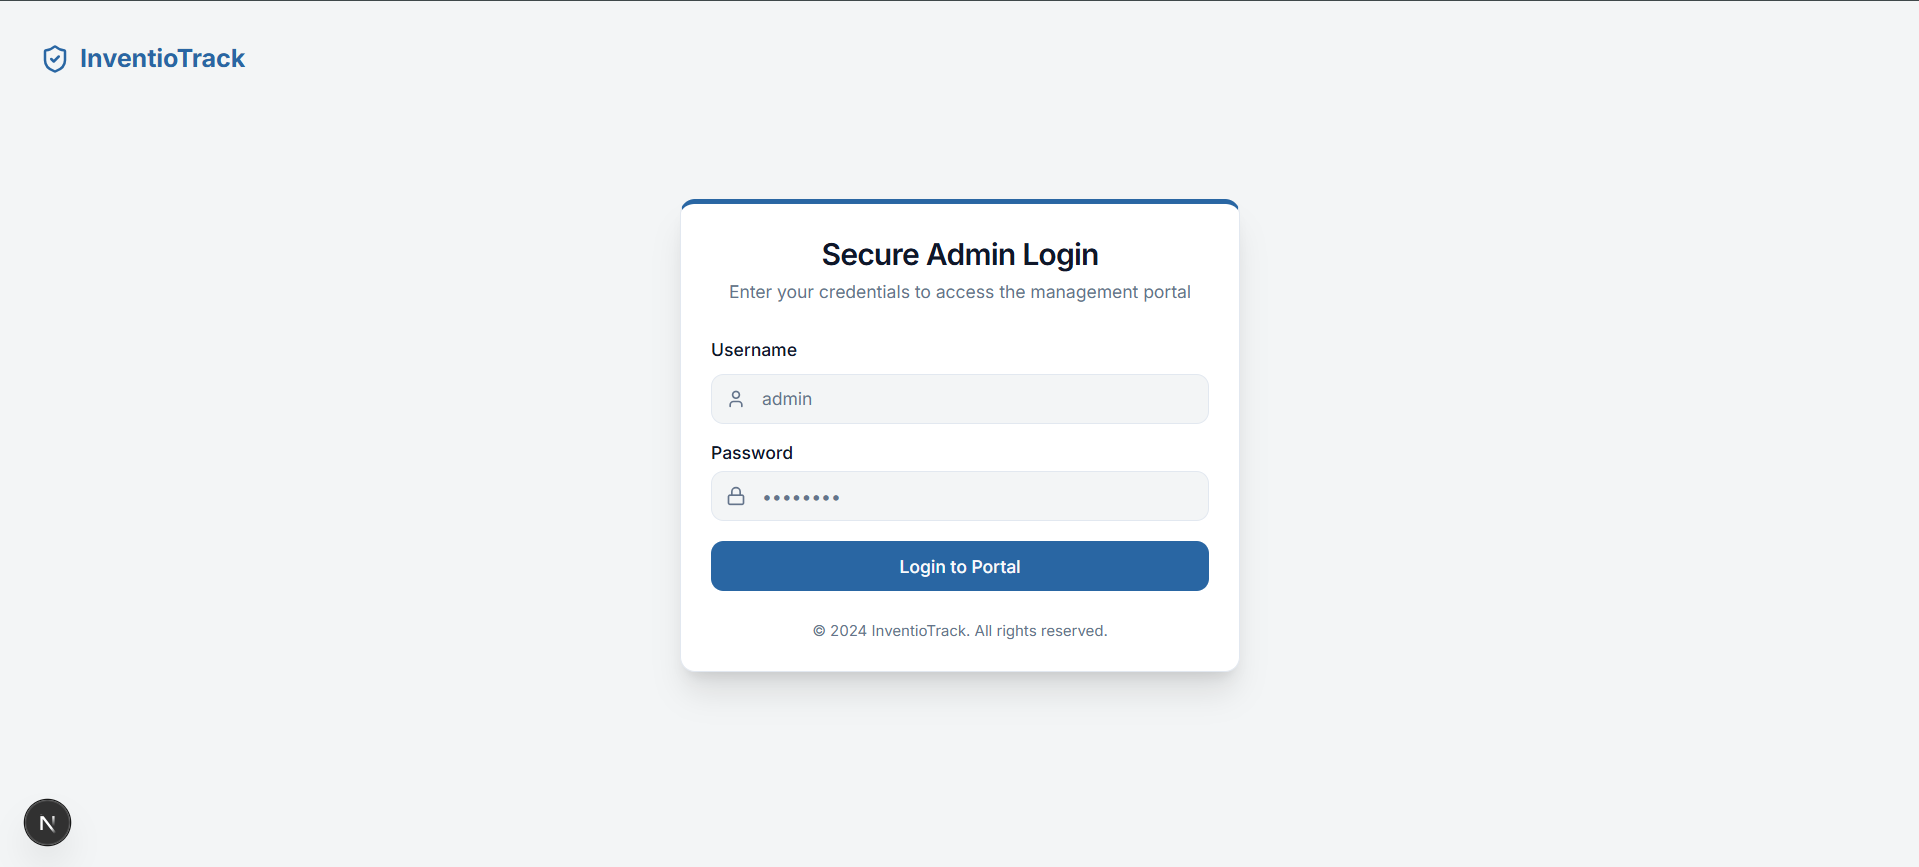 InventioTrack
Secure Admin Login
Enter your credentials to access the management portal
Username
admin
Password
••••••••
Login to Portal
© 2024 InventioTrack. All rights reserved.
N